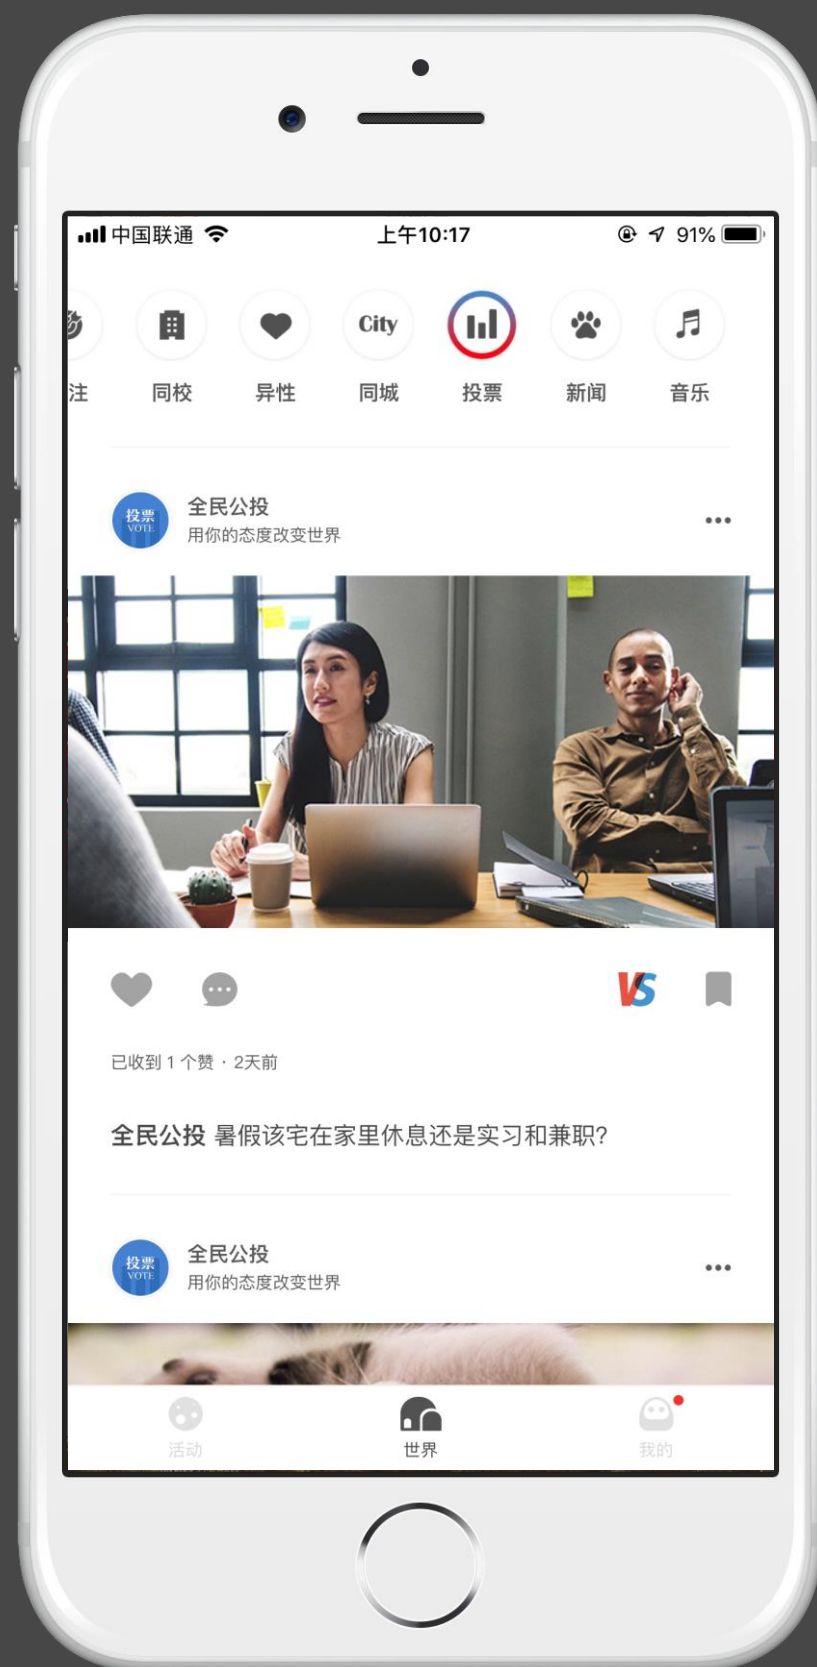 中国联通 上午10:17 91%
City
注 同校 异性 同城 投票 新闻 音乐
投票
VOTE
全民公投
用你的态度改变世界
VS
已收到 1 个赞 · 2天前
全民公投 暑假该宅在家里休息还是实习和兼职?
投票
VOTE
全民公投
用你的态度改变世界
活动 世界 我的